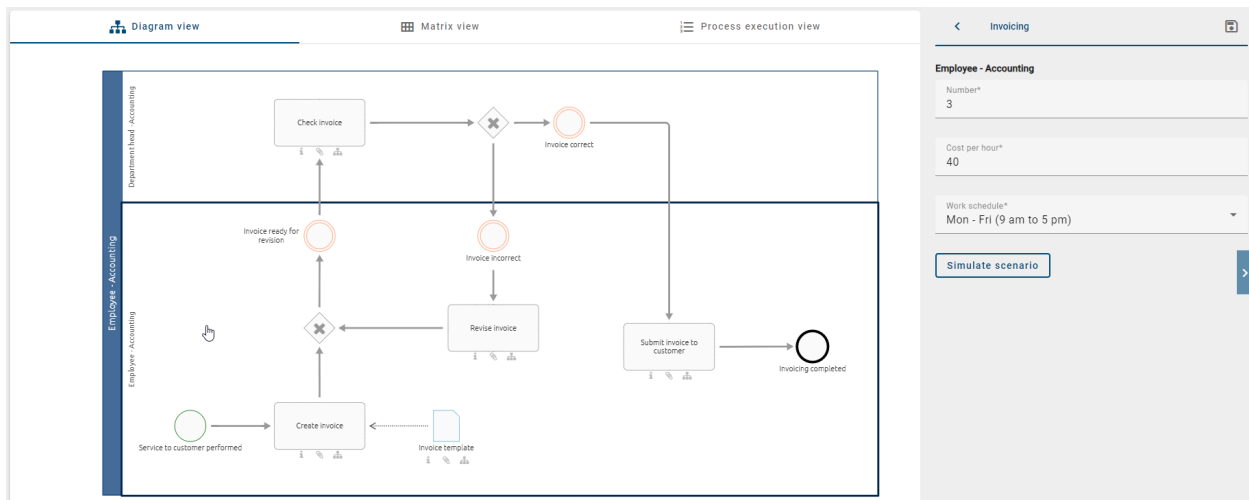 Diagram view
Matrix view
Process execution view
Invoicing
Employee - Accounting
Number*
3
Cost per hour*
40
Work schedule*
Mon - Fri (9 am to 5 pm)
Simulate scenario
Employee - Accounting
Department head - Accounting
Check invoice
Invoice correct
Employee - Accounting
Invoice ready for
revision
Invoice incorrect
Revise invoice
Submit invoice to
customer
Invoicing completed
Service to customer performed
Create invoice
Invoice template